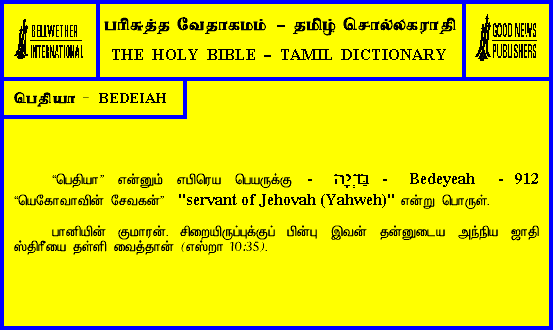 BELLWETHER
INTERNATIONAL
பரிசுத்த வேதாகமம் – தமிழ் சொல்லகராதி
THE HOLY BIBLE – TAMIL DICTIONARY
GOOD NEWS
PUBLISHERS
பெதியா - BEDEIAH
“பெதியா” என்னும் எபிரெய பெயருக்கு - בֵּדְיָה - Bedeyeah - 912
“யெகோவாவின் சேவகன்” "servant of Jehovah (Yahweh)" என்று பொருள்.
பானியின் குமாரன். சிறையிருப்புக்குப் பின்பு இவன் தன்னுடைய அந்நிய ஜாதி
ஸ்திரீயை தள்ளி வைத்தான் (எஸ்றா 10:35).